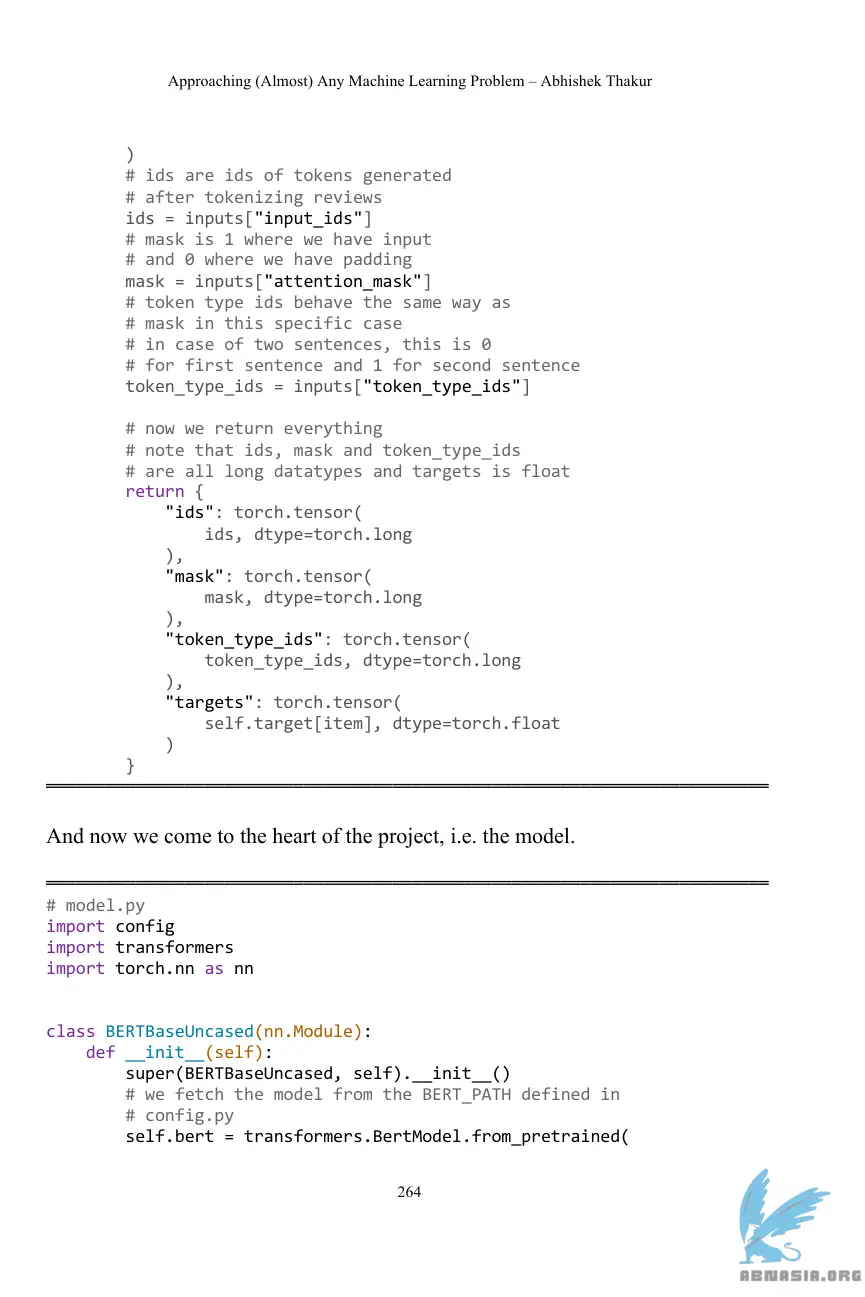 Approaching (Almost) Any Machine Learning Problem – Abhishek Thakur
        )
        # ids are ids of tokens generated
        # after tokenizing reviews
        ids = inputs["input_ids"]
        # mask is 1 where we have input
        # and 0 where we have padding
        mask = inputs["attention_mask"]
        # token type ids behave the same way as
        # mask in this specific case
        # in case of two sentences, this is 0
        # for first sentence and 1 for second sentence
        token_type_ids = inputs["token_type_ids"]

        # now we return everything
        # note that ids, mask and token_type_ids
        # are all long datatypes and targets is float
        return {
            "ids": torch.tensor(
                ids, dtype=torch.long
            ),
            "mask": torch.tensor(
                mask, dtype=torch.long
            ),
            "token_type_ids": torch.tensor(
                token_type_ids, dtype=torch.long
            ),
            "targets": torch.tensor(
                self.target[item], dtype=torch.float
            )
        }
And now we come to the heart of the project, i.e. the model.
# model.py
import config
import transformers
import torch.nn as nn

class BERTBaseUncased(nn.Module):
    def __init__(self):
        super(BERTBaseUncased, self).__init__()
        # we fetch the model from the BERT_PATH defined in
        # config.py
        self.bert = transformers.BertModel.from_pretrained(
264
ABNASIA.ORG